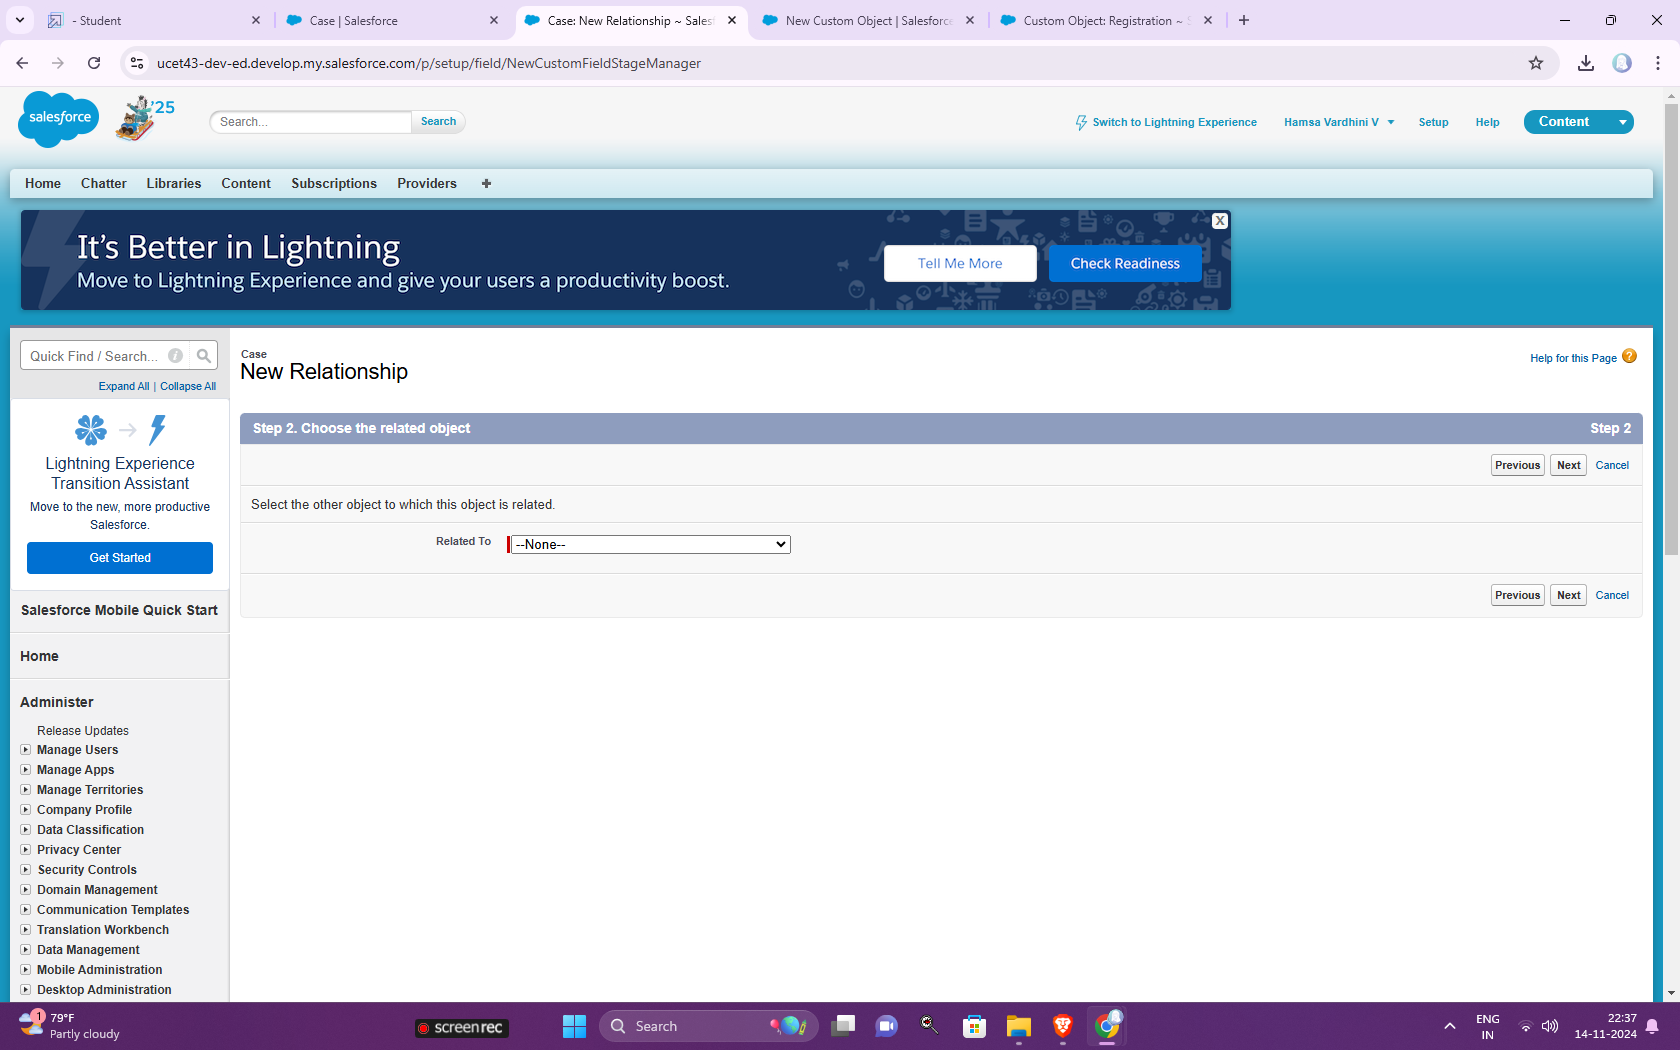 - Student
Case | Salesforce
Case: New Relationship ~ Sales
New Custom Object | Salesforce
Custom Object: Registration ~ S
ucet43-dev-ed.develop.my.salesforce.com/p/setup/field/NewCustomFieldStageManager
salesforce
'25
Search...
Search
Switch to Lightning Experience
Hamsa Vardhini V
Setup
Help
Content
Home
Chatter
Libraries
Content
Subscriptions
Providers
+
It's Better in Lightning
Move to Lightning Experience and give your users a productivity boost.
Tell Me More
Check Readiness
X
Quick Find / Search...
Expand All | Collapse All
Lightning Experience
Transition Assistant
Move to the new, more productive
Salesforce.
Get Started
Salesforce Mobile Quick Start
Home
Administer
Release Updates
Manage Users
Manage Apps
Manage Territories
Company Profile
Data Classification
Privacy Center
Security Controls
Domain Management
Communication Templates
Translation Workbench
Data Management
Mobile Administration
Desktop Administration
Case
New Relationship
Help for this Page ?
Step 2. Choose the related object
Step 2
Previous
Next
Cancel
Select the other object to which this object is related.
Related To
--None--
Previous
Next
Cancel
1
79°F
Partly cloudy
screenrec
Search
ENG
IN
22:37
14-11-2024